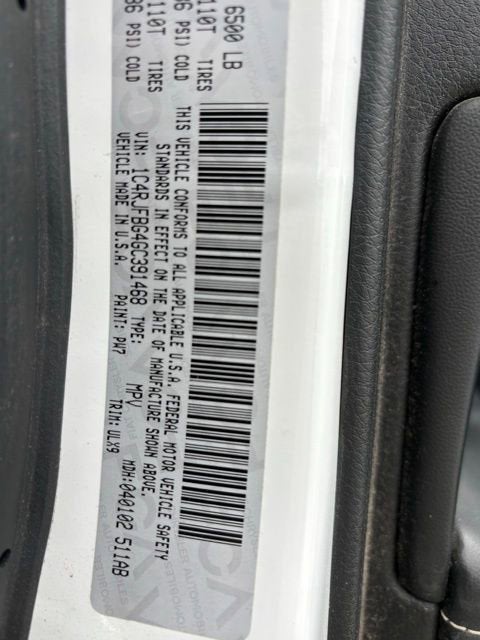 6500 LB
110T TIRES
PSI) COLD
110T TIRES
PSI) COLD
THIS VEHICLE CONFORMS TO ALL APPLICABLE U.S.A. FEDERAL MOTOR VEHICLE SAFETY
STANDARDS IN EFFECT ON THE DATE OF MANUFACTURE SHOWN ABOVE.
VIN: 1C4RJFBG4GC391468 TYPE: MPV MDH:040102 511AB
VEHICLE MADE IN U.S.A. PAINT: PW7 TRIM: ULX9